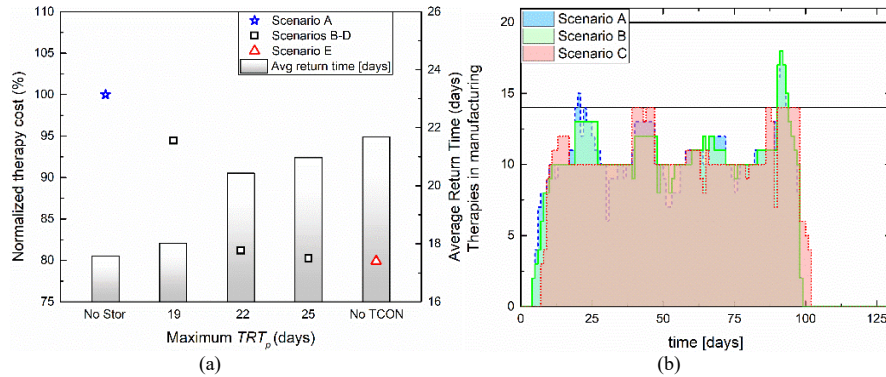 110
105
100
95
90
85
80
75
Normalized therapy cost (%)
Scenario A
Scenarios B-D
Scenario E
Avg return time [days]
26
24
22
20
18
16
Average Return Time (days)
No Stor
19
22
25
No TCON
Maximum TRTp (days)
(a)
20
15
10
5
0
Therapies in manufacturing
Scenario A
Scenario B
Scenario C
0
25
50
75
100
125
time [days]
(b)